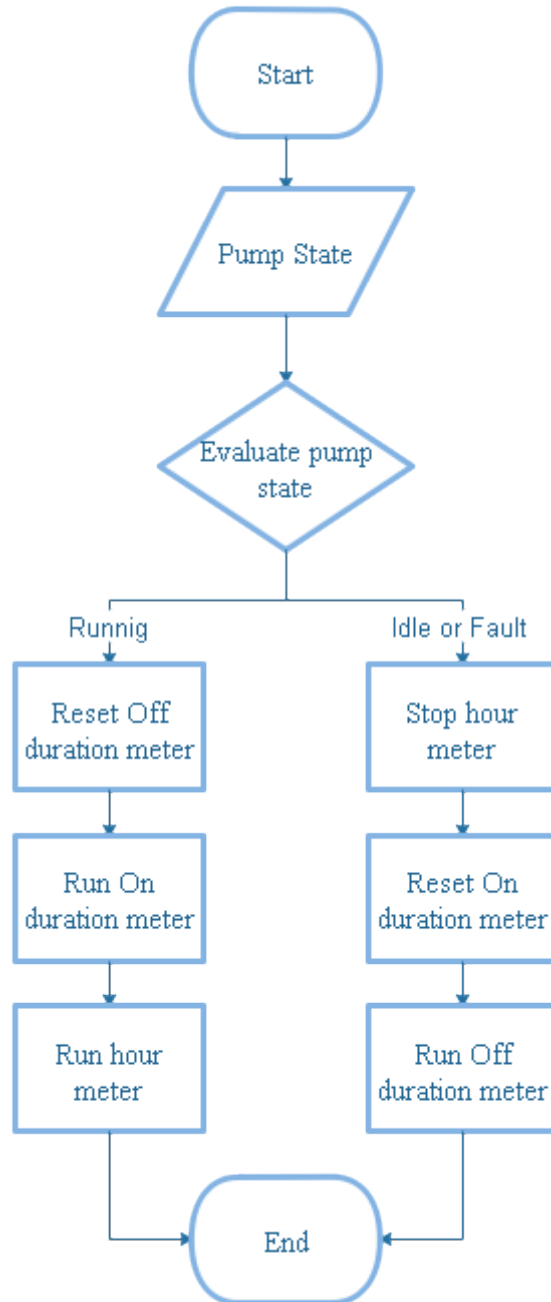 Start
Pump State
Evaluate pump
state
Runnig
Idle or Fault
Reset Off
duration meter
Stop hour
meter
Run On
duration meter
Reset On
duration meter
Run hour
meter
Run Off
duration meter
End